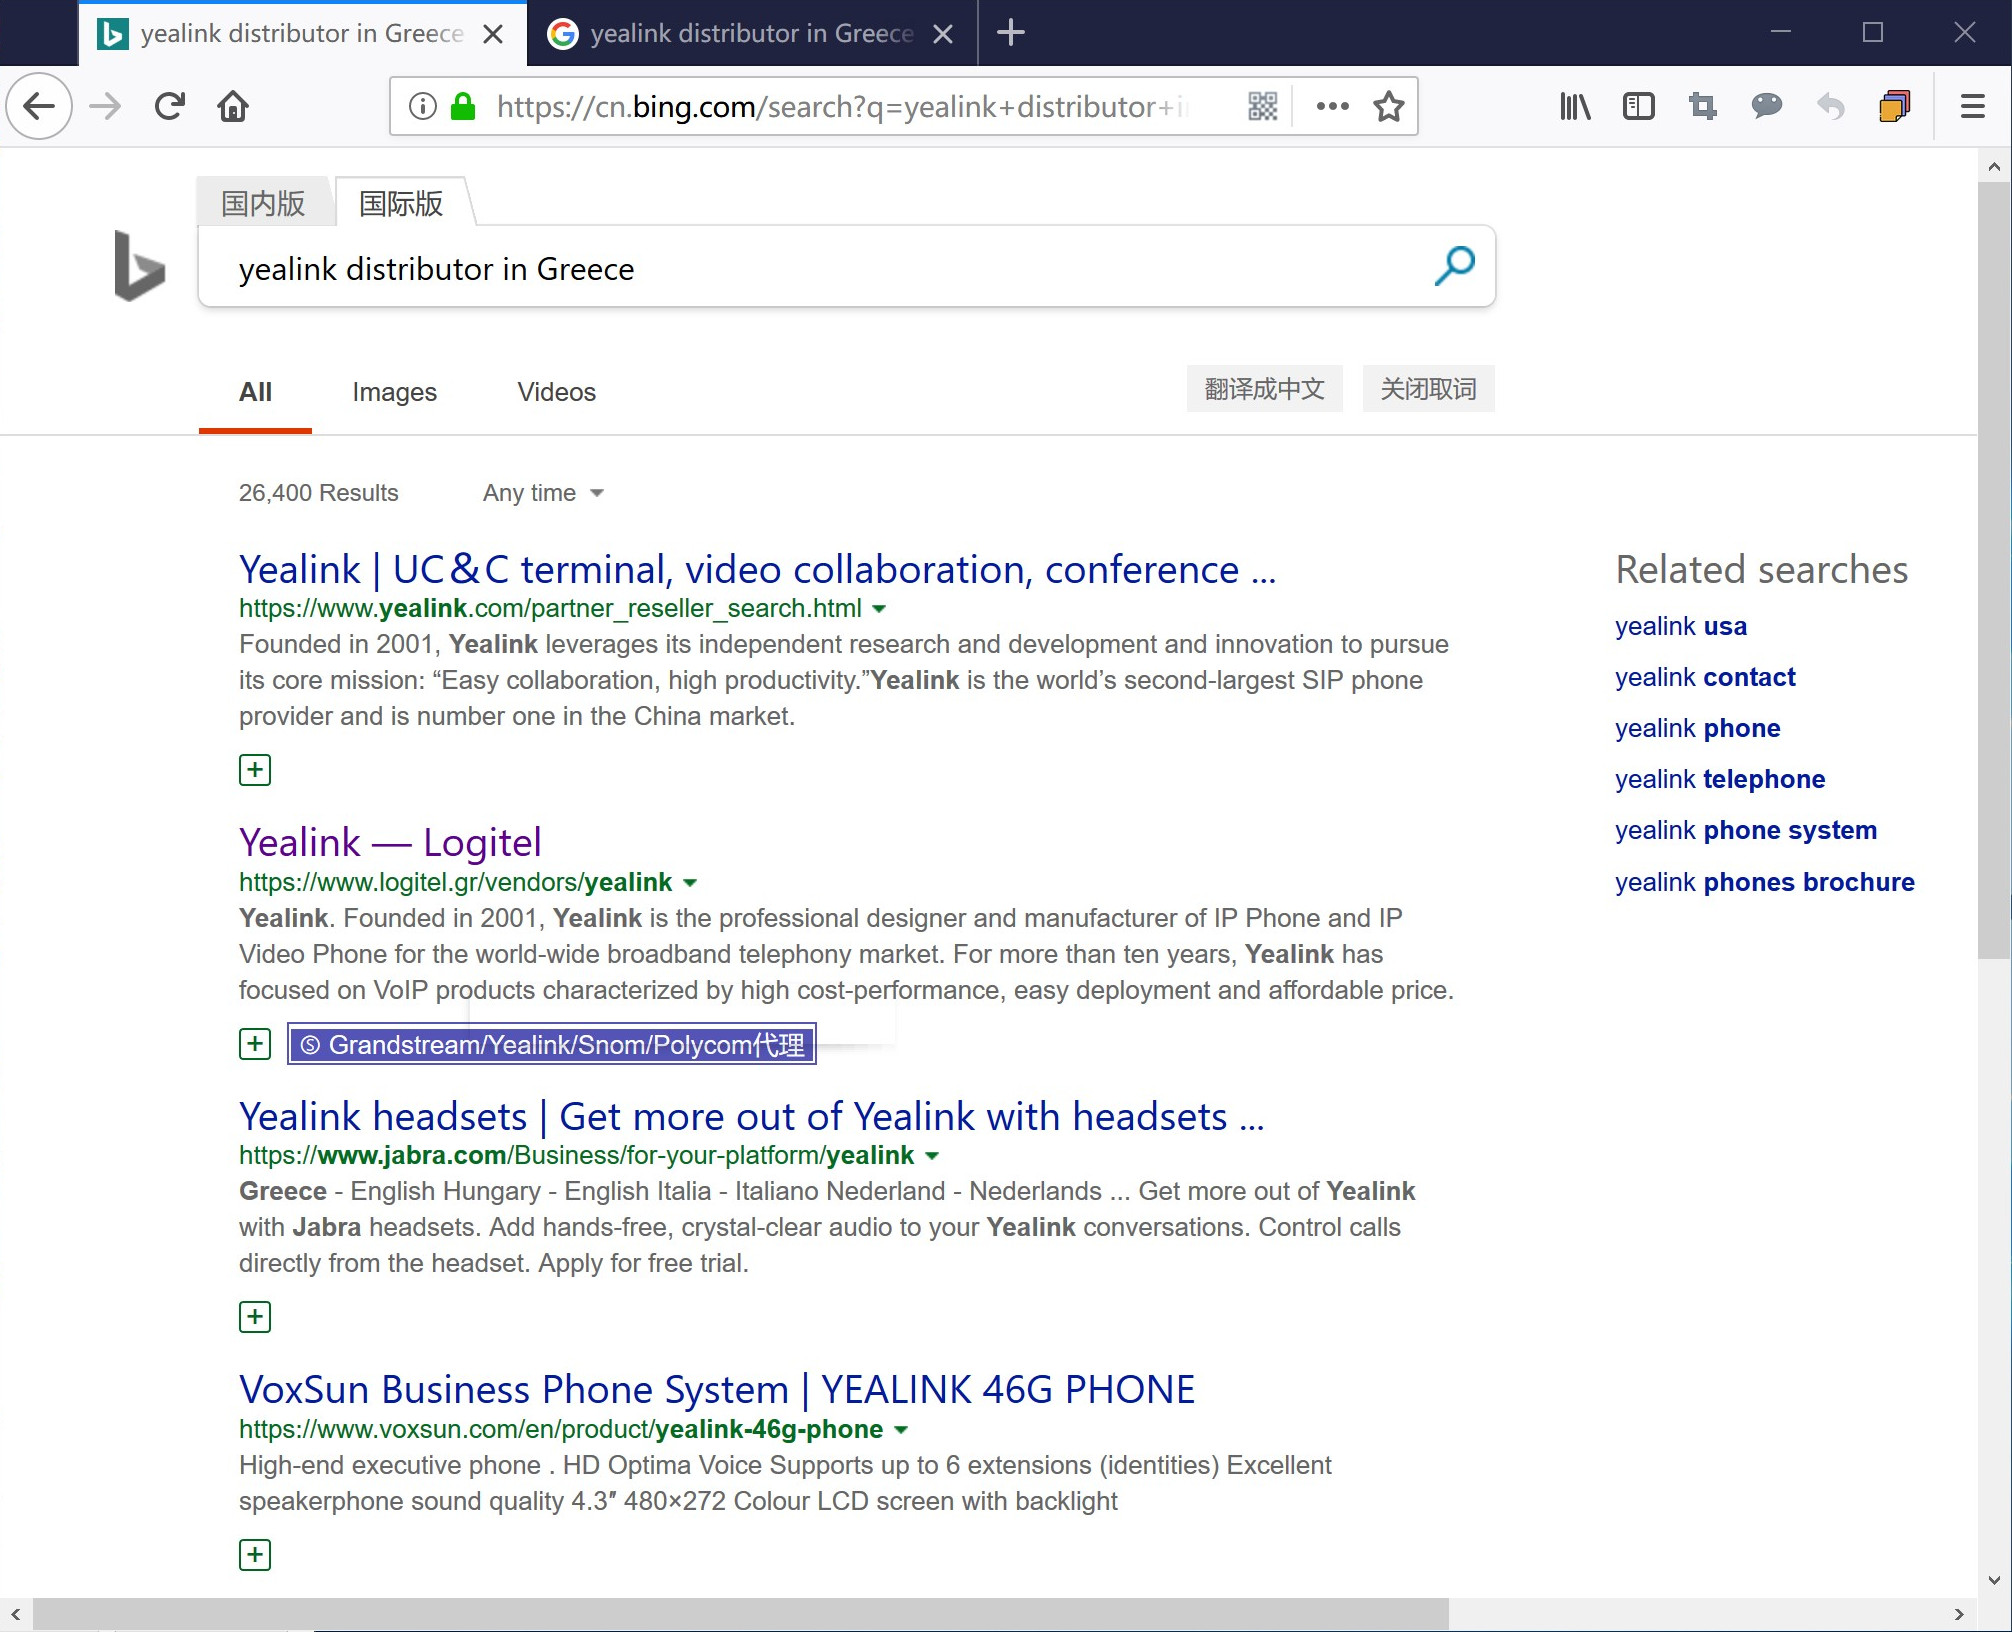 yealink distributor in Greece
yealink distributor in Greece
https://cn.bing.com/search?q=yealink+distributor+i
国内版
国际版
yealink distributor in Greece
All
Images
Videos
翻译成中文
关闭取词
26,400 Results
Any time
Yealink | UC&C terminal, video collaboration, conference ...
https://www.yealink.com/partner_reseller_search.html
Founded in 2001, Yealink leverages its independent research and development and innovation to pursue
its core mission: “Easy collaboration, high productivity.”Yealink is the world’s second-largest SIP phone
provider and is number one in the China market.
Yealink — Logitel
https://www.logitel.gr/vendors/yealink
Yealink. Founded in 2001, Yealink is the professional designer and manufacturer of IP Phone and IP
Video Phone for the world-wide broadband telephony market. For more than ten years, Yealink has
focused on VoIP products characterized by high cost-performance, easy deployment and affordable price.
Ⓢ Grandstream/Yealink/Snom/Polycom代理
Yealink headsets | Get more out of Yealink with headsets ...
https://www.jabra.com/Business/for-your-platform/yealink
Greece - English Hungary - English Italia - Italiano Nederland - Nederlands ... Get more out of Yealink
with Jabra headsets. Add hands-free, crystal-clear audio to your Yealink conversations. Control calls
directly from the headset. Apply for free trial.
VoxSun Business Phone System | YEALINK 46G PHONE
https://www.voxsun.com/en/product/yealink-46g-phone
High-end executive phone . HD Optima Voice Supports up to 6 extensions (identities) Excellent
speakerphone sound quality 4.3″ 480×272 Colour LCD screen with backlight
Related searches
yealink usa
yealink contact
yealink phone
yealink telephone
yealink phone system
yealink phones brochure